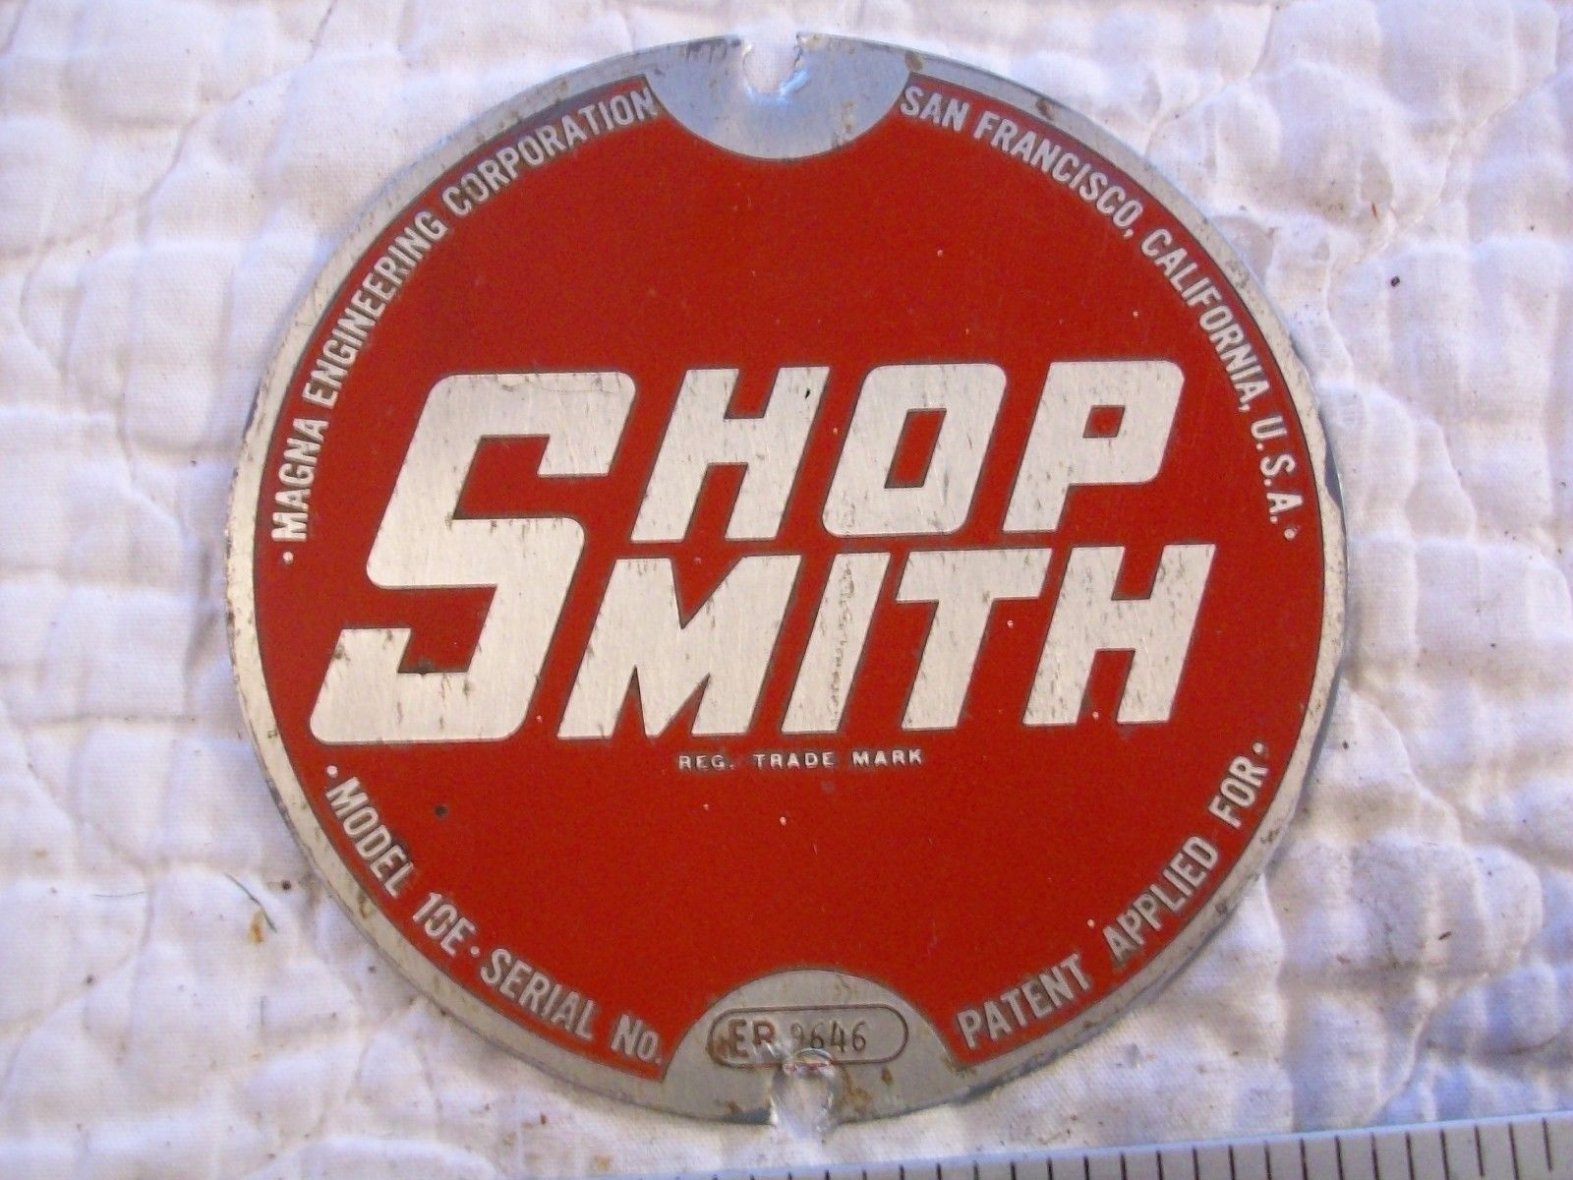 MAGNA ENGINEERING CORPORATION
SAN FRANCISCO, CALIFORNIA, U.S.A.
SHOP
SMITH
REG. TRADE MARK
MODEL 10E · SERIAL NO.
ER 9646
PATENT APPLIED FOR